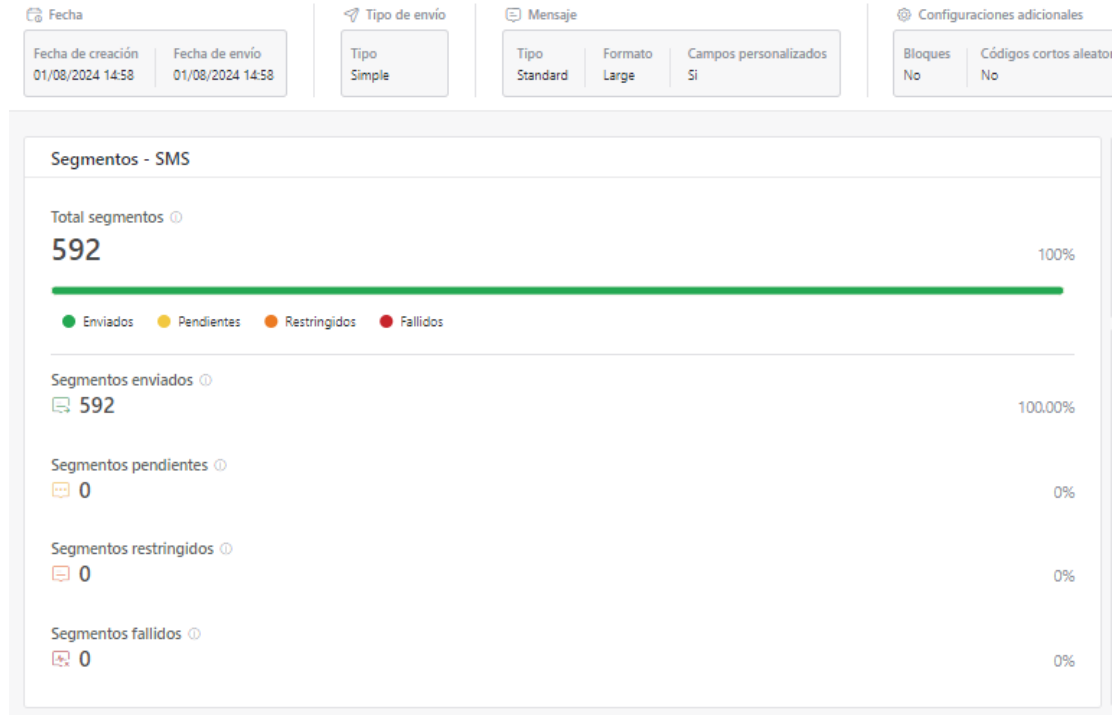 Fecha
Tipo de envío
Mensaje
Configuraciones adicionales
Fecha de creación
Fecha de envío
Tipo
Tipo
Formato
Campos personalizados
Bloques
Códigos cortos aleator
01/08/2024 14:58
01/08/2024 14:58
Simple
Standard
Large
Si
No
No
Segmentos - SMS
Total segmentos
592
100%
Enviados
Pendientes
Restringidos
Fallidos
Segmentos enviados
592
100.00%
Segmentos pendientes
0
0%
Segmentos restringidos
0
0%
Segmentos fallidos
0
0%